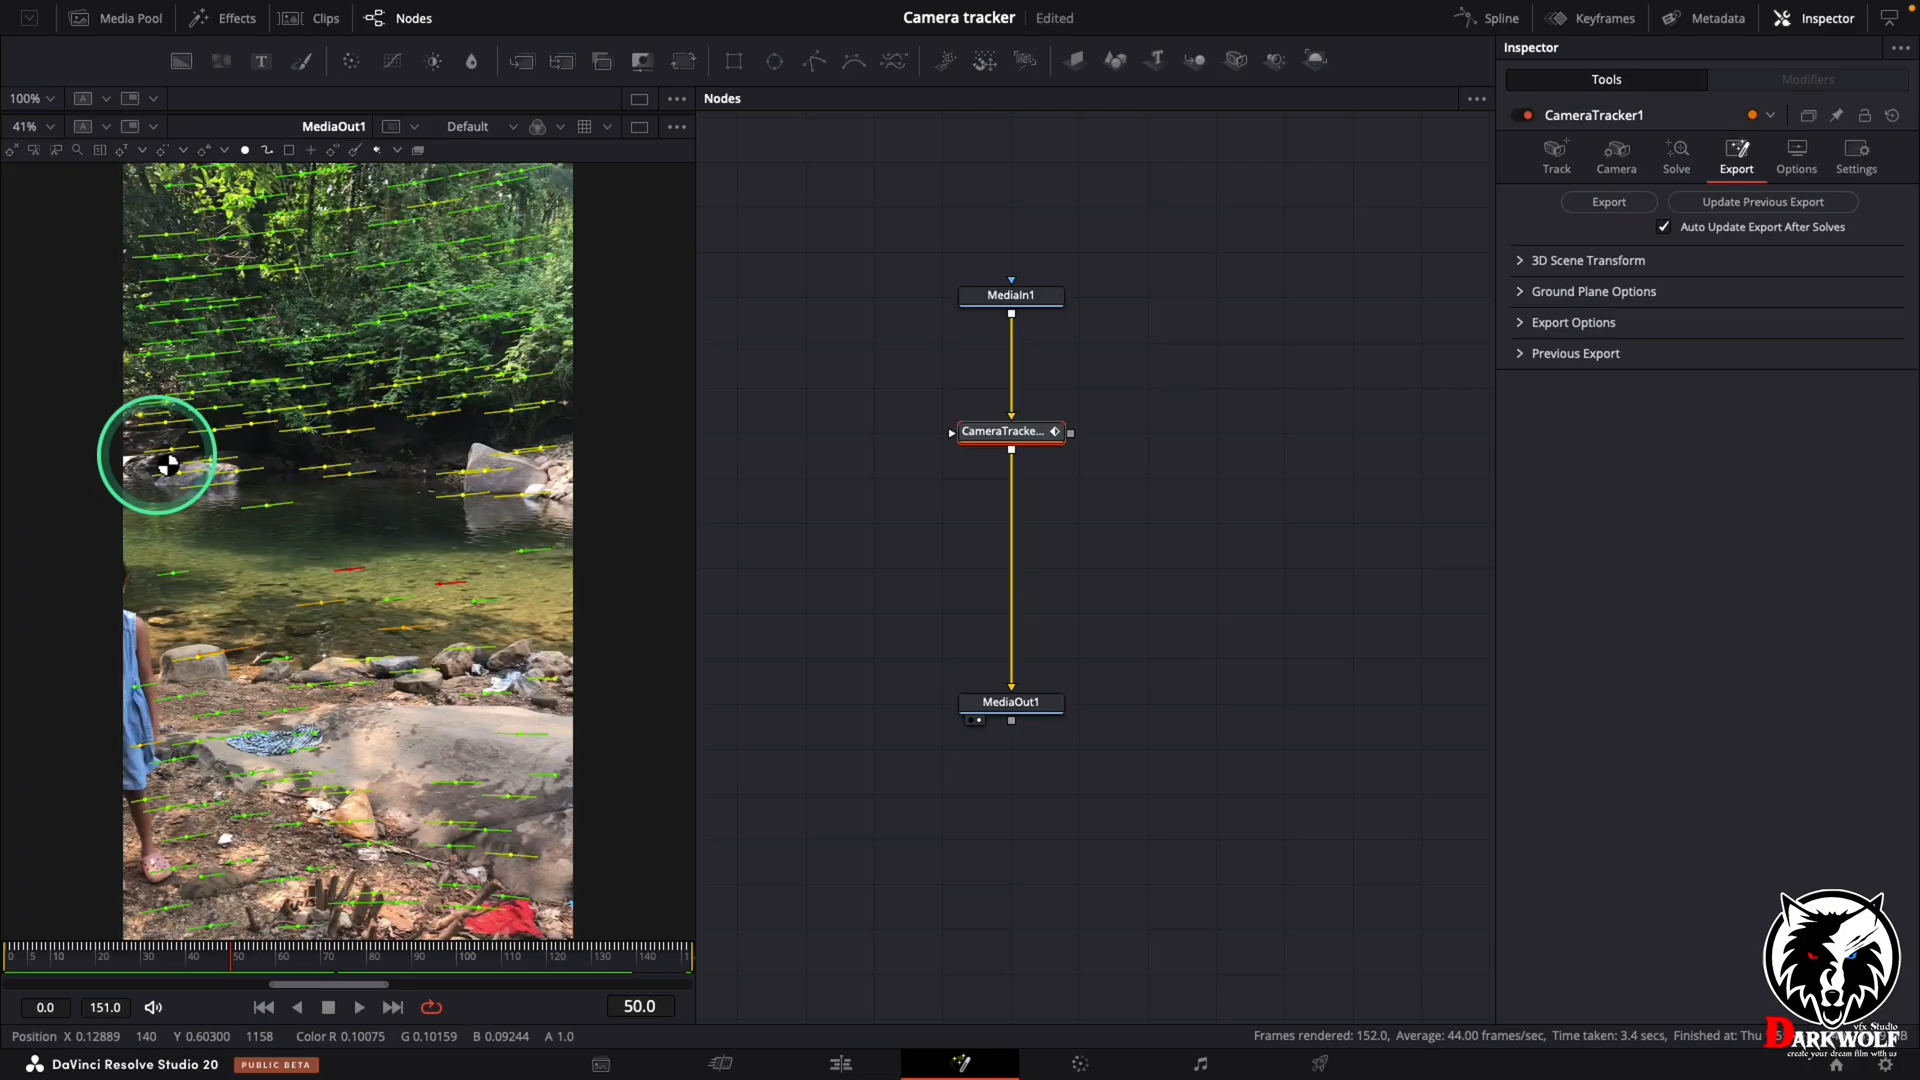 Media Pool Effects Clips Nodes Camera tracker Edited Spline Keyframes Metadata Inspector
Inspector
Tools Modifiers
100% A Nodes
CameraTracker1
41% A MediaOut1 Default
Track Camera Solve Export Options Settings
Export Update Previous Export
Auto Update Export After Solves
3D Scene Transform
Ground Plane Options
Export Options
Previous Export
MediaIn1
CameraTracke...
MediaOut1
0 5 10 20 30 40 50 60 70 80 90 100 110 120 130 140
0.0 151.0 50.0
Position X 0.12889 140 Y 0.60300 1158 Color R 0.10075 G 0.10159 B 0.09244 A 1.0
Frames rendered: 152.0, Average: 44.00 frames/sec, Time taken: 3.4 secs, Finished at: Thu
vfx Studio
DARKWOLF
create your dream film with us
DaVinci Resolve Studio 20 PUBLIC BETA